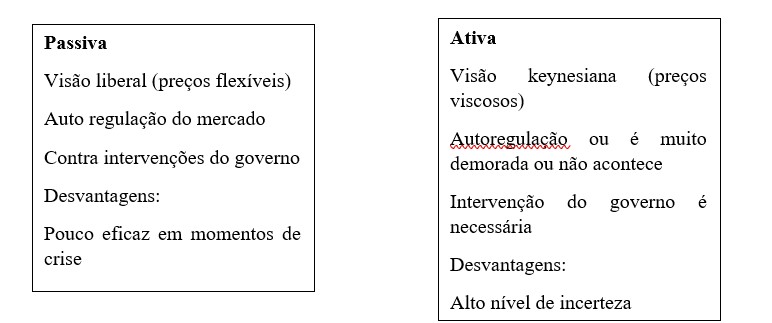 Passiva
Visão liberal (preços flexíveis)
Auto regulação do mercado
Contra intervenções do governo
Desvantagens:
Pouco eficaz em momentos de
crise
Ativa
Visão keynesiana (preços
viscosos)
Autoregulação ou é muito
demorada ou não acontece
Intervenção do governo é
necessária
Desvantagens:
Alto nível de incerteza